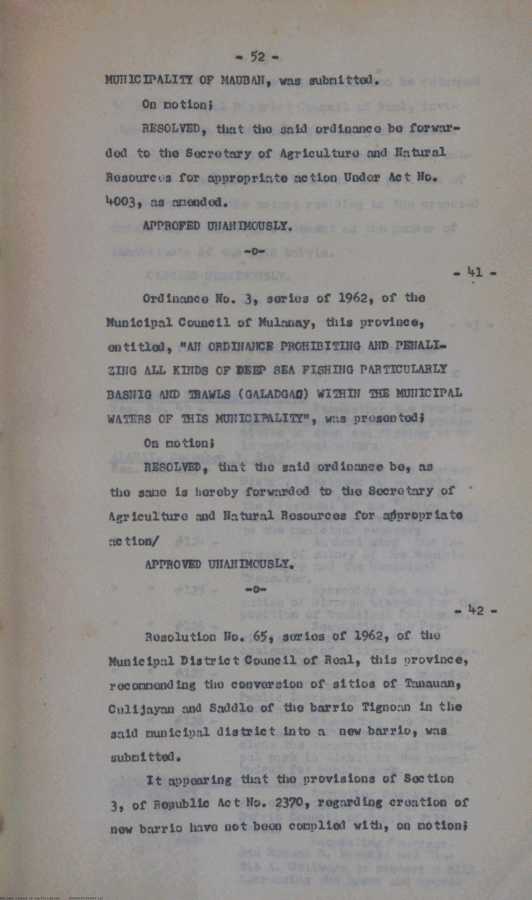 - 52 -
MUNICIPALITY OF MAUBAN, was submitted.
On motion;
RESOLVED, that the said ordinance be forwar-
ded to the Secretary of Agriculture and Natural
Resources for appropriate action Under Act No.
4003, as amended.
APPROFED UNANIMOUSLY.
-o-
- 41 -
Ordinance No. 3, series of 1962, of the
Municipal Council of Mulanay, this province,
entitled, "AN ORDINANCE PROHIBITING AND PENALI-
ZING ALL KINDS OF DEEP SEA FISHING PARTICULARLY
BASNIG AND TRAWLS (GALADGAD) WITHIN THE MUNICIPAL
WATERS OF THIS MUNICIPALITY", was presented;
On motion;
RESOLVED, that the said ordinance be, as
the same is hereby forwarded to the Secretary of
Agriculture and Natural Resources for appropriate
action/
APPROVED UNANIMOUSLY.
-o-
- 42 -
Resolution No. 65, series of 1962, of the
Municipal District Council of Real, this province,
recommending the conversion of sitios of Tanauan,
Culijayan and Saddle of the barrio Tignoan in the
said municipal district into a new barrio, was
submitted.
It appearing that the provisions of Section
3, of Republic Act No. 2370, regarding creation of
new barrio have not been complied with, on motion;